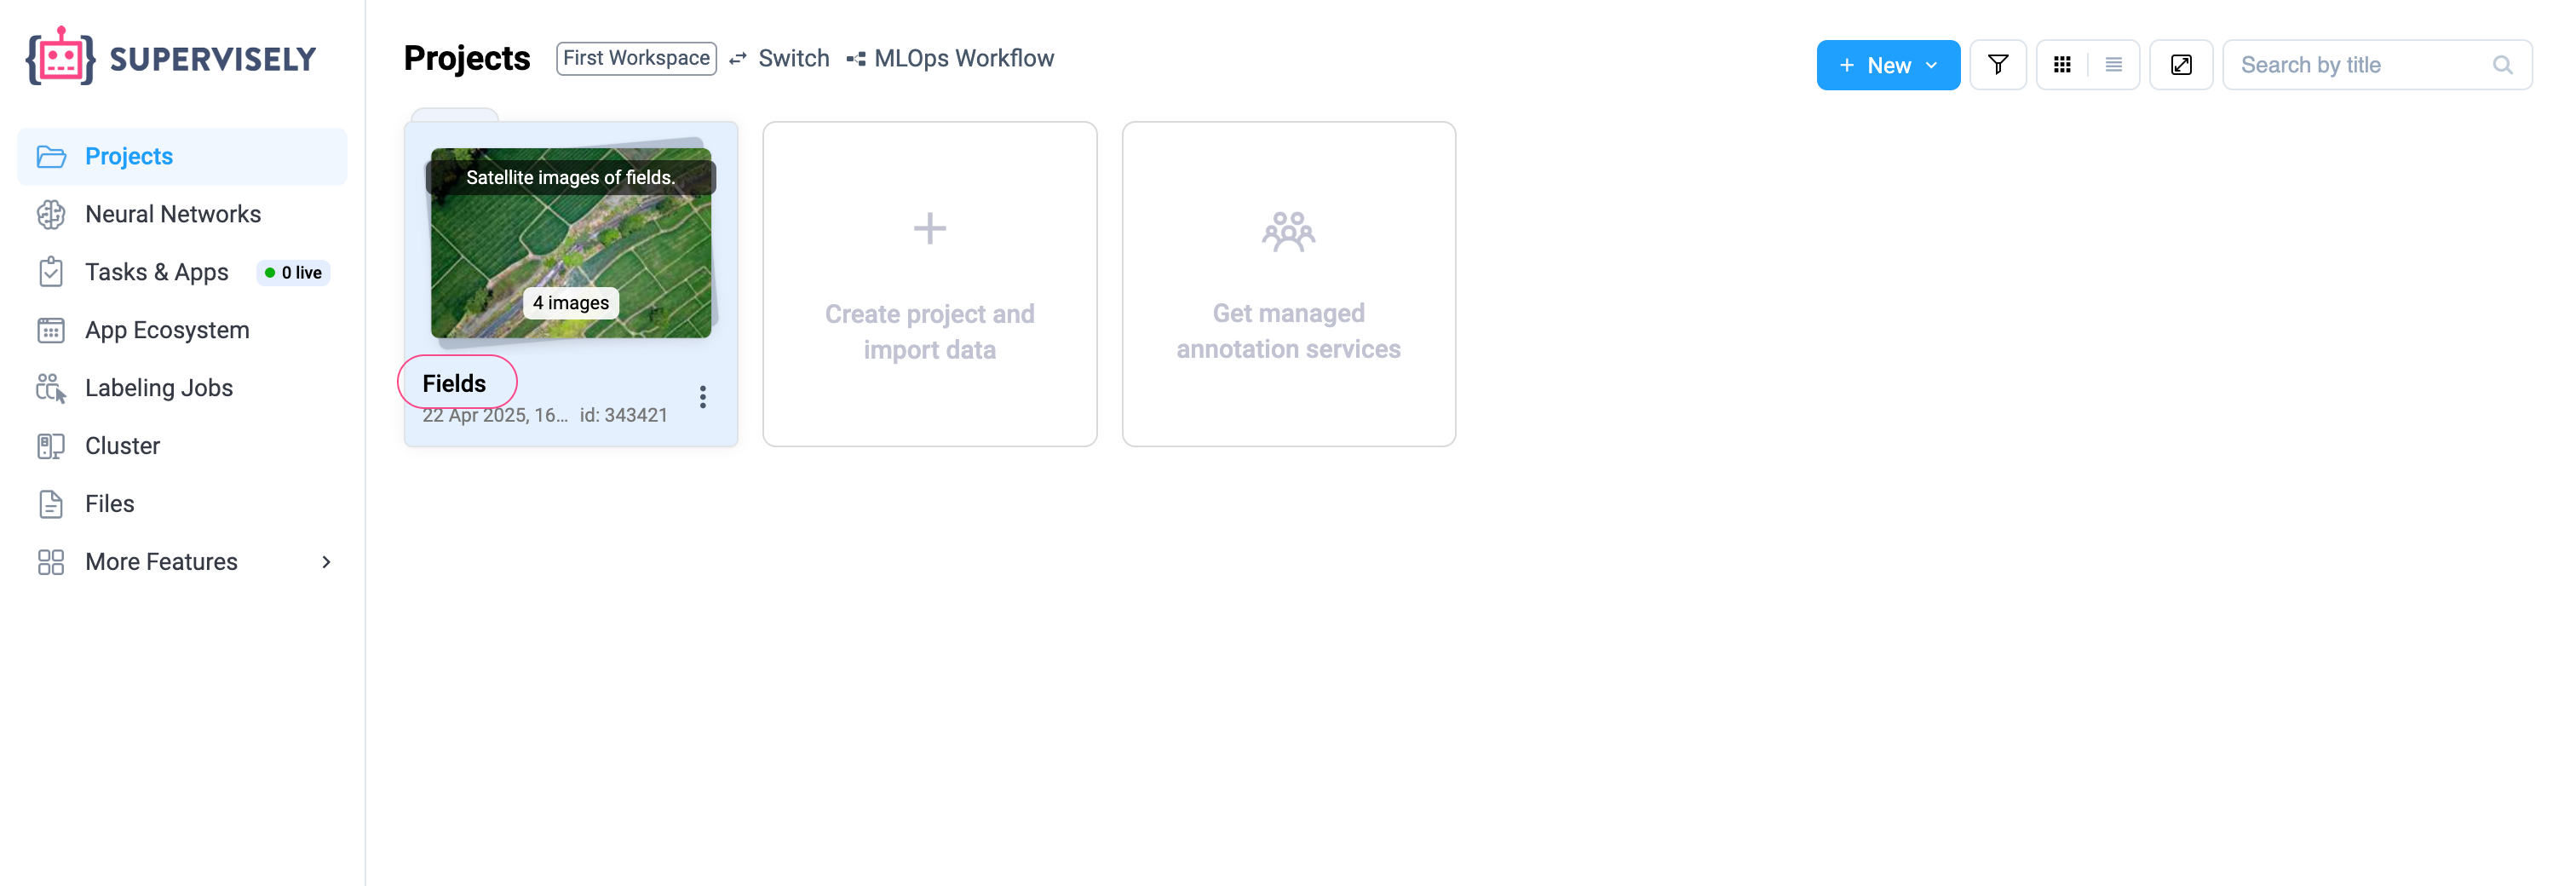 SUPERVISELY
Projects
Neural Networks
Tasks & Apps 0 live
App Ecosystem
Labeling Jobs
Cluster
Files
More Features
Projects First Workspace Switch MLOps Workflow
+ New
Search by title
Satellite images of fields.
4 images
Fields
22 Apr 2025, 16... id: 343421
Create project and
import data
Get managed
annotation services